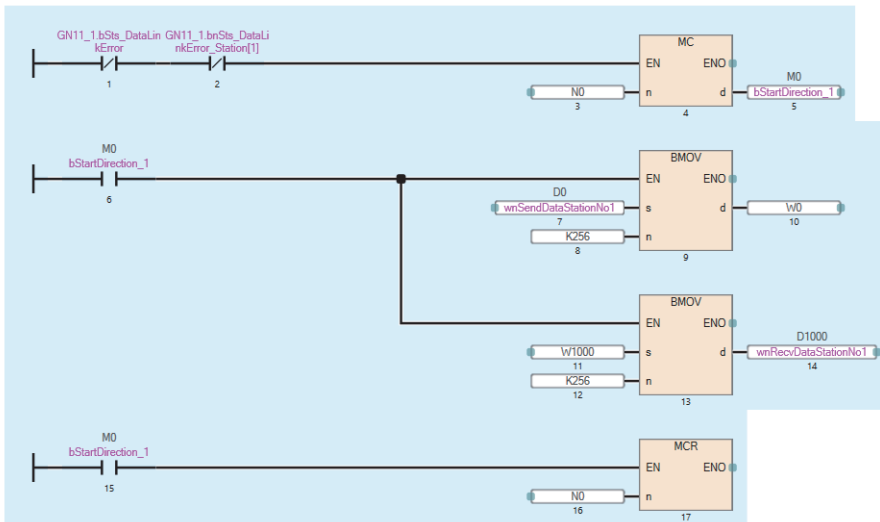 GN11_1.bSts_DataLin GN11_1.bnSts_DataLi
kError nkError_Station[1]
1 2
MC
EN ENO
N0 n d
3 4
M0
bStartDirection_1
5
M0
bStartDirection_1
6
BMOV
EN ENO
D0
wnSendDataStationNo1 s d W0
7 10
K256 n
8 9
BMOV
EN ENO
D1000
W1000 s d wnRecvDataStationNo1
11 14
K256 n
12 13
M0
bStartDirection_1
15
MCR
EN ENO
N0 n
16 17